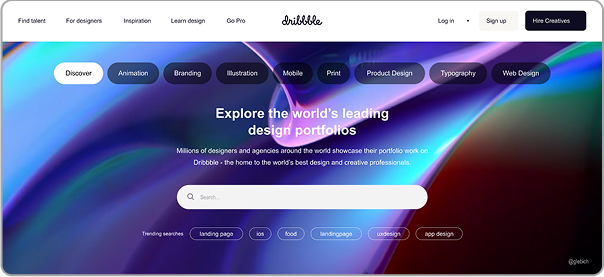 Find talent For designers Inspiration Learn design Go Pro dribbble Log in Sign up Hire Creatives
Discover Animation Branding Illustration Mobile Print Product Design Typography Web Design
Explore the world's leading
design portfolios
Millions of designers and agencies around the world showcase their portfolio work on
Dribbble - the home to the world's best design and creative professionals.
Search...
Trending searches landing page ios food landingpage uxdesign app design
@glebich